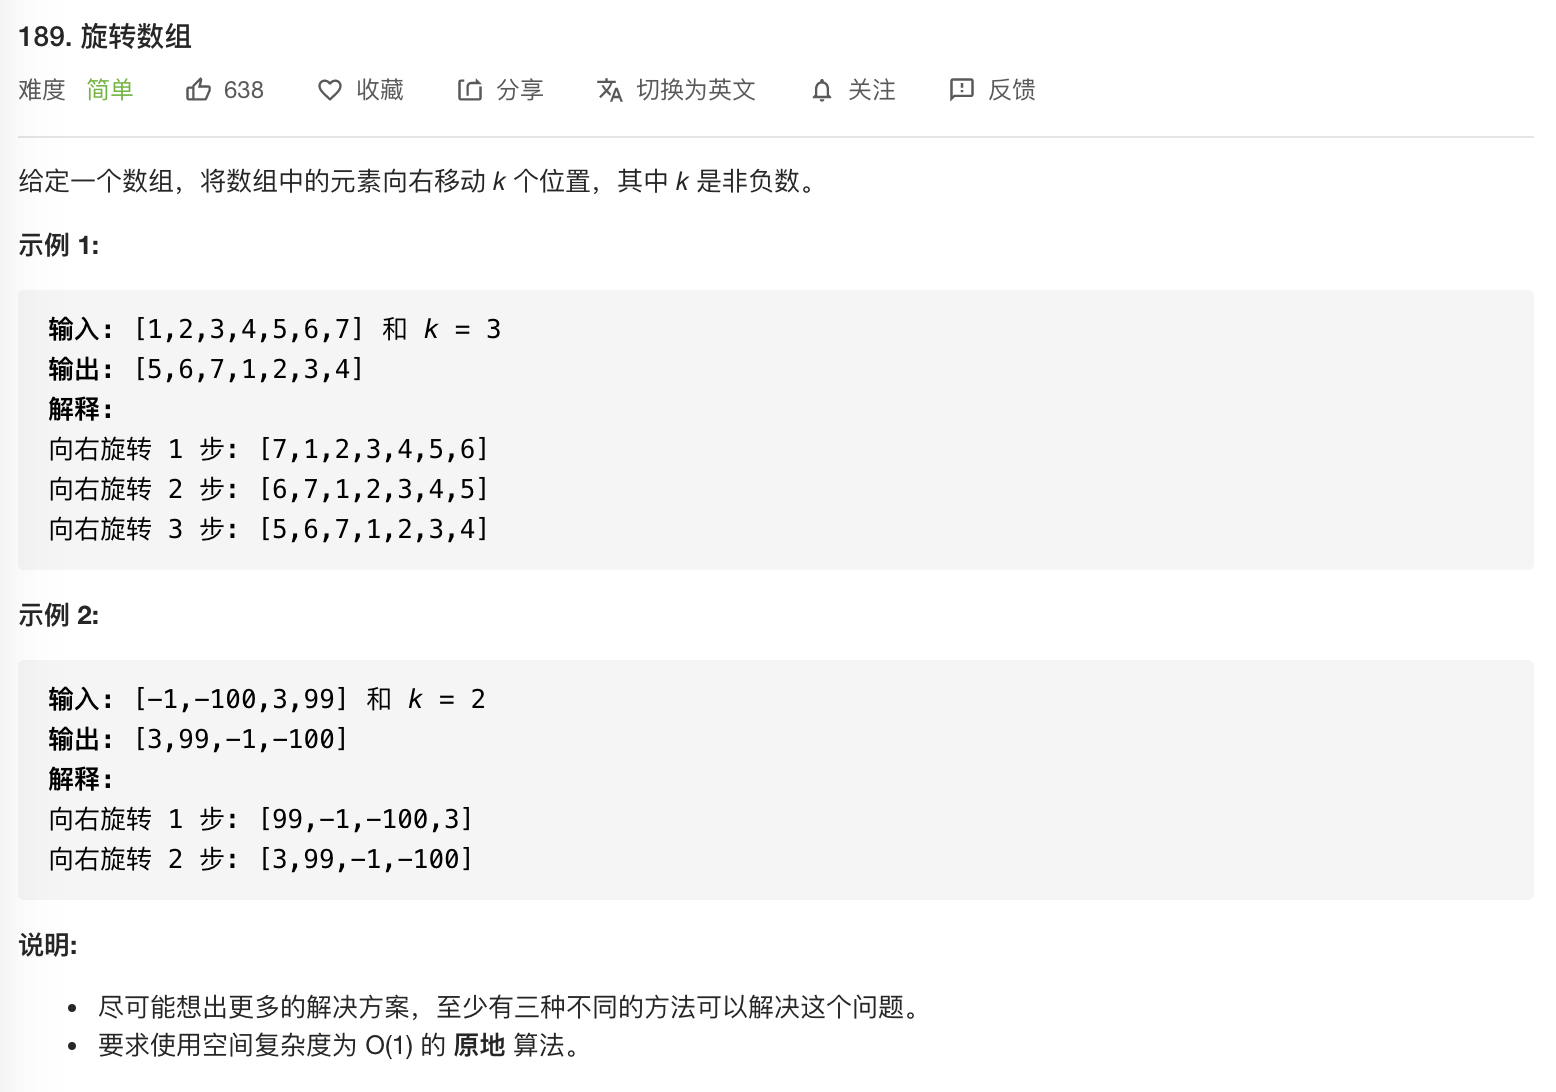 189. 旋转数组
难度 简单 638 收藏 分享 切换为英文 关注 反馈
给定一个数组，将数组中的元素向右移动 k 个位置，其中 k 是非负数。
示例 1:
输入: [1,2,3,4,5,6,7] 和 k = 3
输出: [5,6,7,1,2,3,4]
解释:
向右旋转 1 步: [7,1,2,3,4,5,6]
向右旋转 2 步: [6,7,1,2,3,4,5]
向右旋转 3 步: [5,6,7,1,2,3,4]
示例 2:
输入: [-1,-100,3,99] 和 k = 2
输出: [3,99,-1,-100]
解释:
向右旋转 1 步: [99,-1,-100,3]
向右旋转 2 步: [3,99,-1,-100]
说明:
• 尽可能想出更多的解决方案，至少有三种不同的方法可以解决这个问题。
• 要求使用空间复杂度为 O(1) 的 原地 算法。